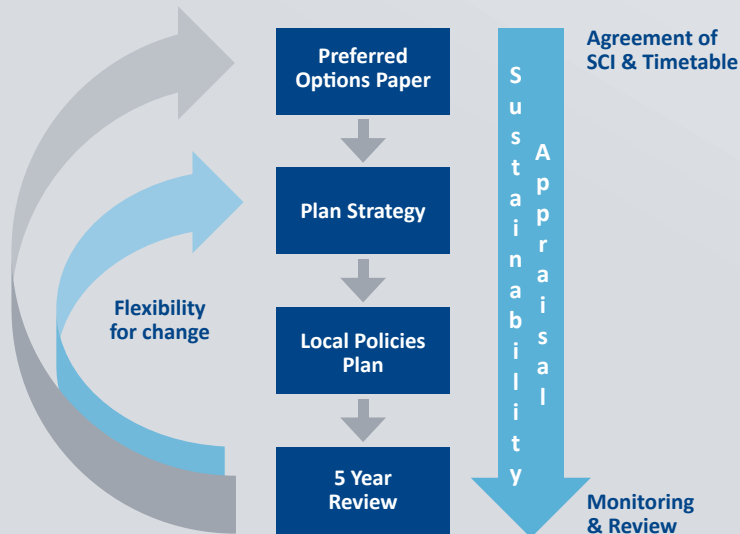 Preferred
Options Paper
Agreement of
SCI & Timetable
Plan Strategy
Flexibility
for change
Local Policies
Plan
Sustainability
Appraisal
5 Year
Review
Monitoring
& Review